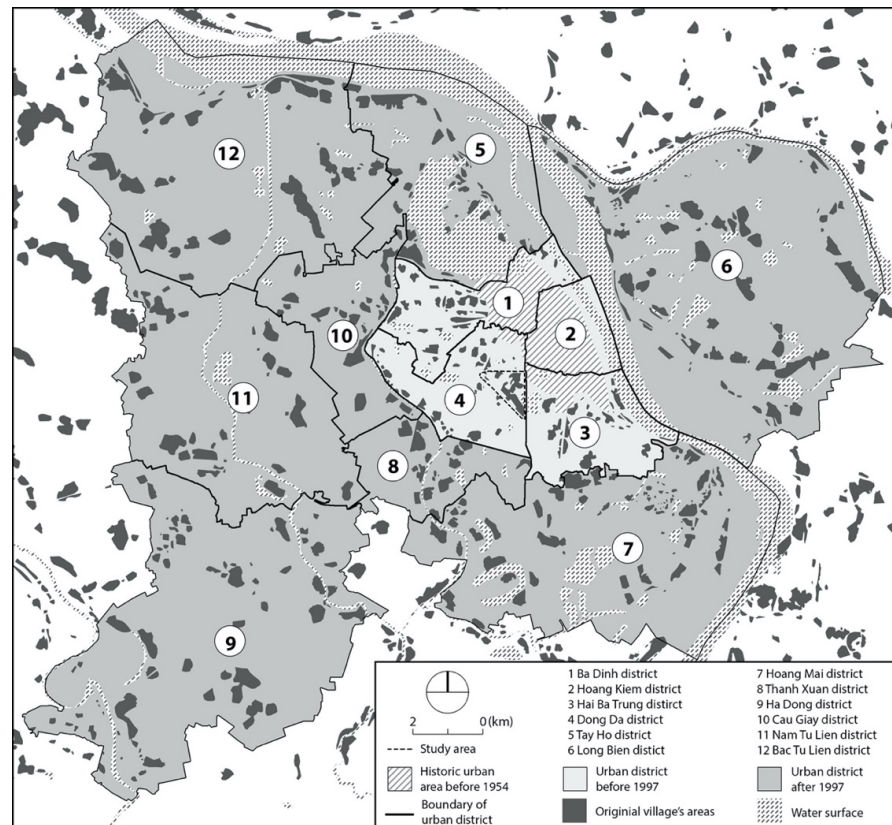 12
5
6
1
2
10
11
4
3
8
7
9
2 0 (km)
Study area
Historic urban
area before 1954
Boundary of
urban district
1 Ba Dinh district
2 Hoang Kiem district
3 Hai Ba Trung district
4 Dong Da district
5 Tay Ho district
6 Long Bien distict
Urban district
before 1997
Originial village's areas
7 Hoang Mai district
8 Thanh Xuan district
9 Ha Dong district
10 Cau Giay district
11 Nam Tu Lien district
12 Bac Tu Lien district
Urban district
after 1997
Water surface